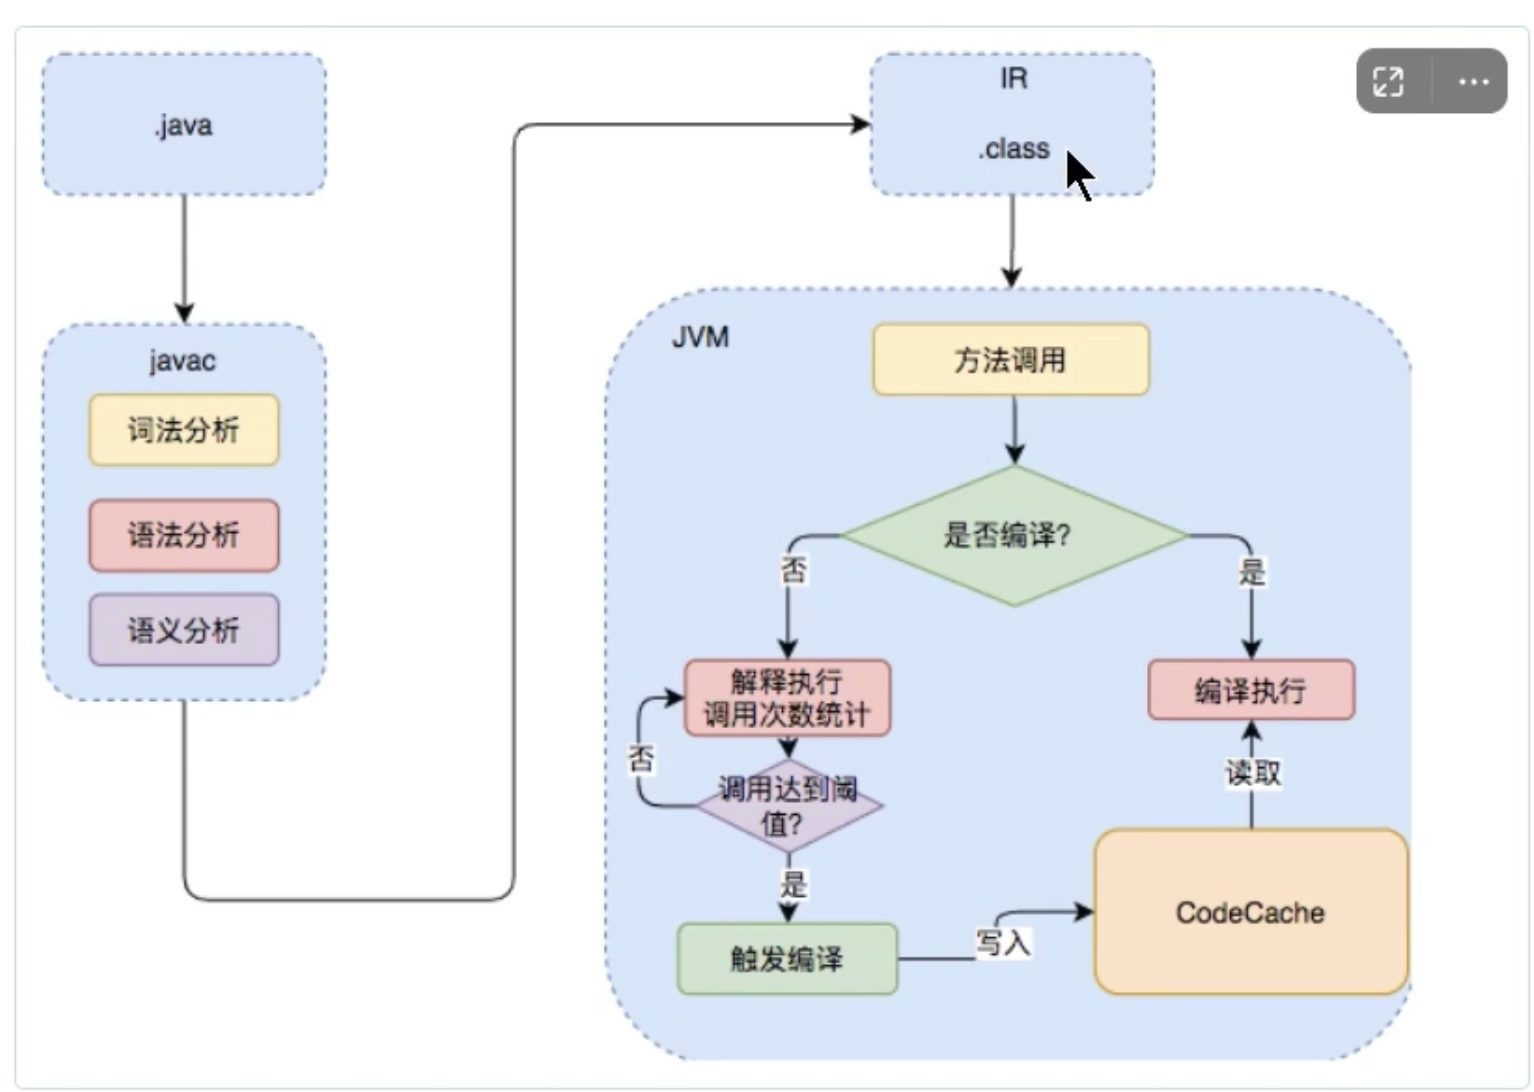 .java
javac
词法分析
语法分析
语义分析
IR
.class
JVM
方法调用
是否编译?
否
是
解释执行
调用次数统计
编译执行
否
调用达到阈
值?
读取
是
触发编译
写入
CodeCache